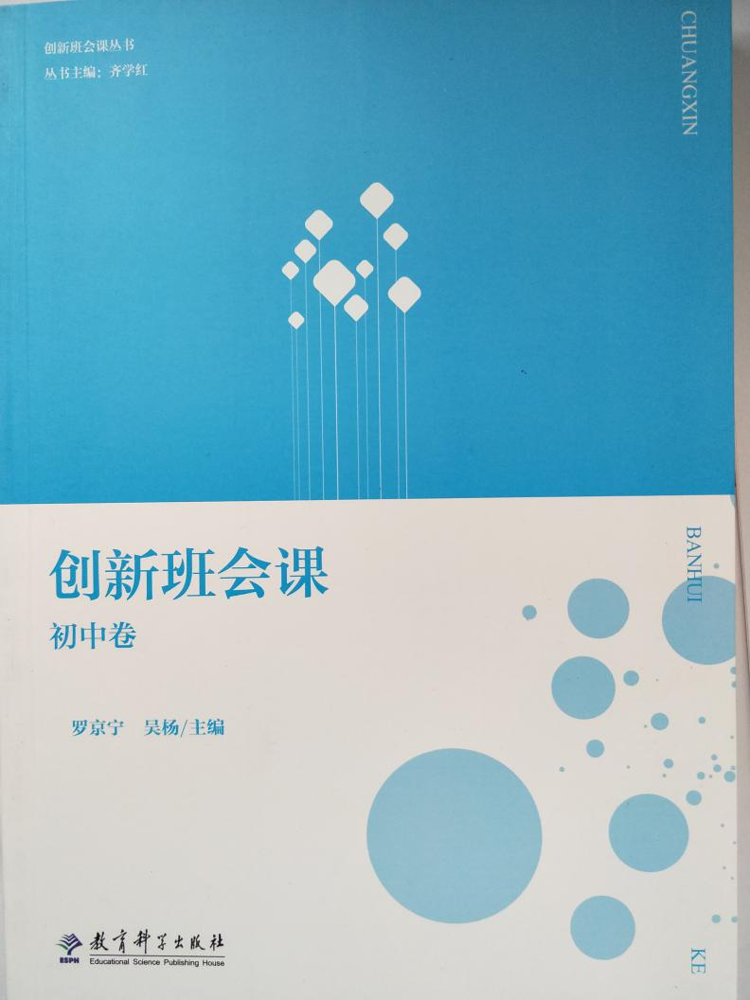 创新班会课丛书
丛书主编：齐学红
CHUANGXIN
创新班会课
初中卷
BANHUI
罗京宁 吴杨/主编
ESPH
教育科学出版社
Educational Science Publishing House
KE